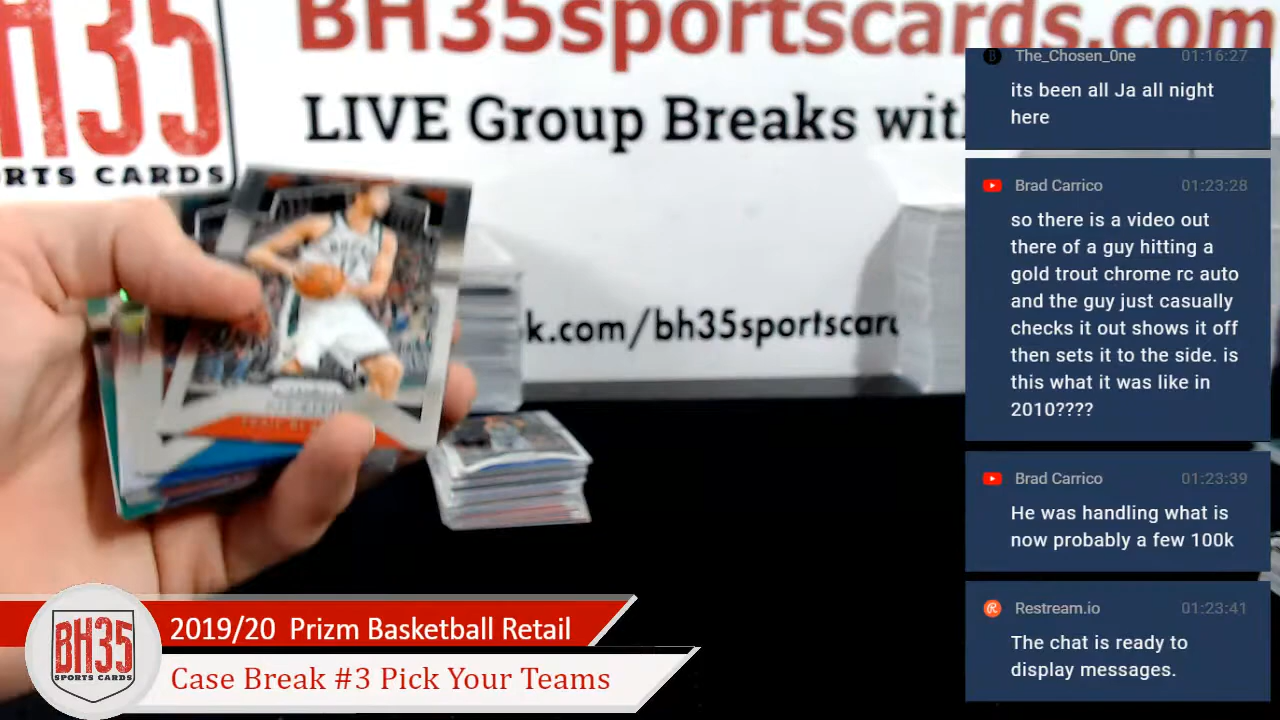 BH35sportscards.com
LIVE Group Breaks with
H35
RTS CARDS
k.com/bh35sportscard
The_Chosen_0ne 01:16:27
its been all Ja all night
here
Brad Carrico 01:23:28
so there is a video out
there of a guy hitting a
gold trout chrome rc auto
and the guy just casually
checks it out shows it off
then sets it to the side. is
this what it was like in
2010????
Brad Carrico 01:23:39
He was handling what is
now probably a few 100k
Restream.io 01:23:41
The chat is ready to
display messages.
BH35
SPORTS CARDS
2019/20 Prizm Basketball Retail
Case Break #3 Pick Your Teams